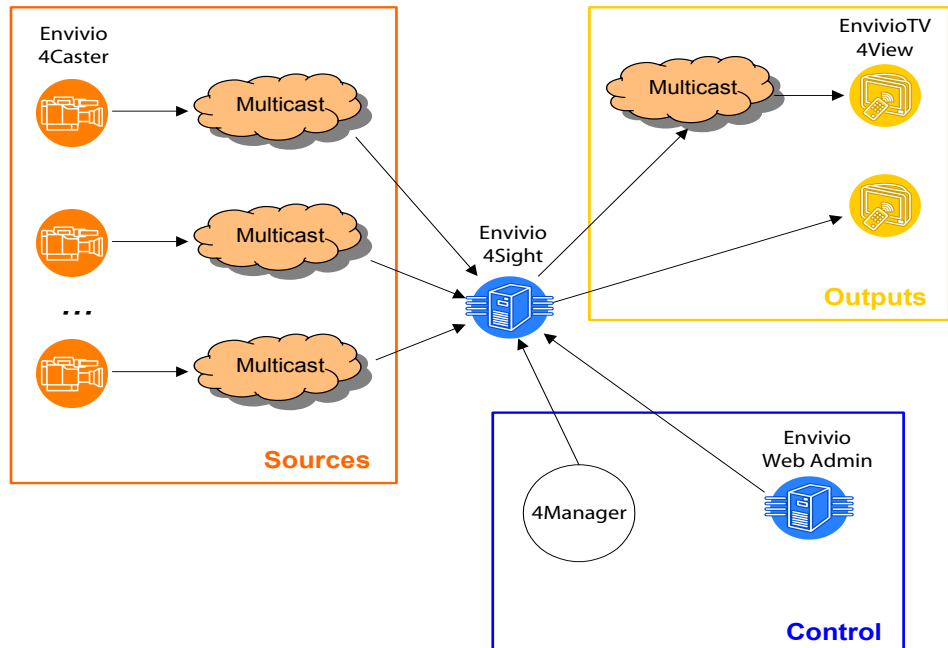 Envivio
4Caster
Multicast
Multicast
...
Multicast
Sources
Envivio
4Sight
EnvivioTV
4View
Multicast
Outputs
4Manager
Envivio
Web Admin
Control